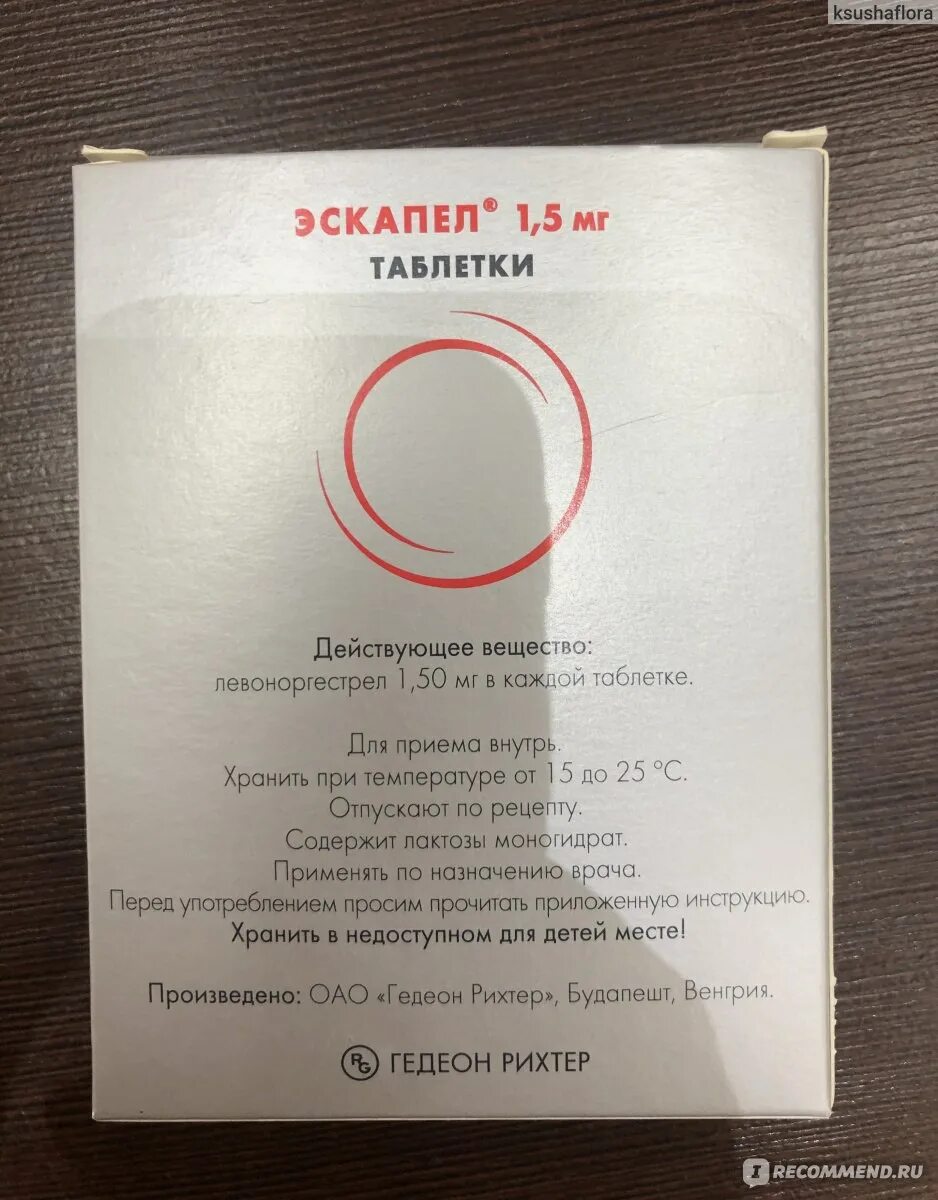 ksushaflora
ЭСКАПЕЛ® 1,5 мг
ТАБЛЕТКИ
Действующее вещество:
левоноргестрел 1,50 мг в каждой таблетке.
Для приема внутрь.
Хранить при температуре от 15 до 25 °C.
Отпускают по рецепту.
Содержит лактозы моногидрат.
Применять по назначению врача.
Перед употреблением просим прочитать приложенную инструкцию.
Хранить в недоступном для детей месте!
Произведено: ОАО «Гедеон Рихтер», Будапешт, Венгрия.
RG ГЕДЕОН РИХТЕР
I RECOMMEND.RU